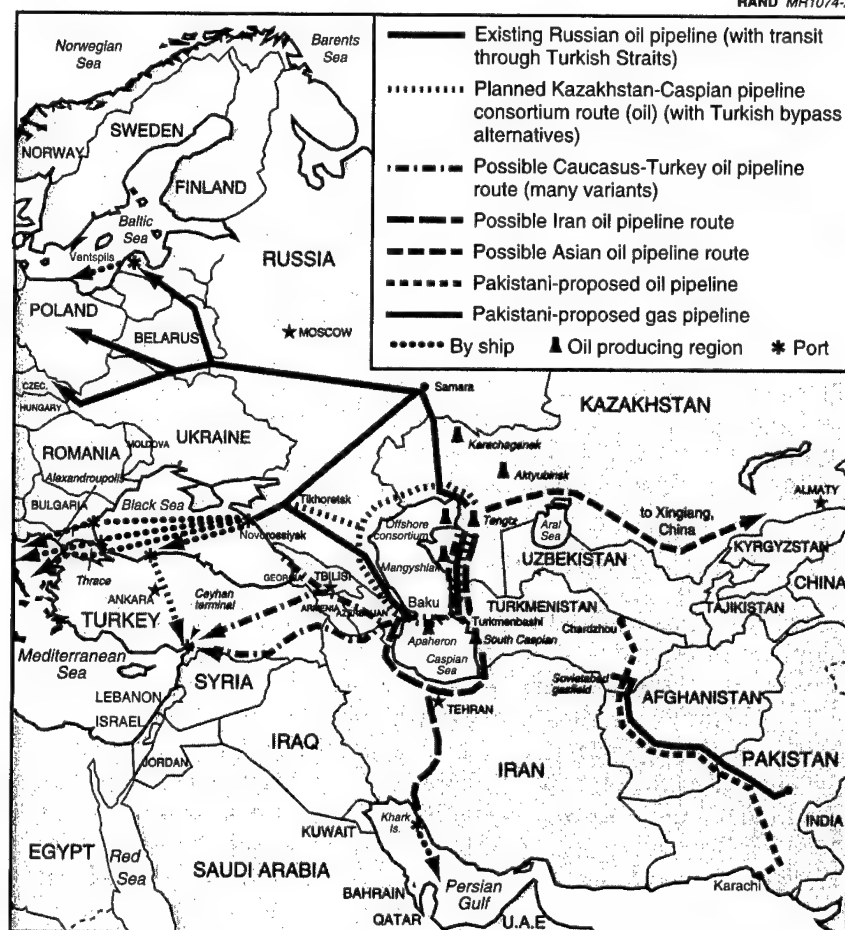 RAND MR1074-
Existing Russian oil pipeline (with transit
through Turkish Straits)
Planned Kazakhstan-Caspian pipeline
consortium route (oil) (with Turkish bypass
alternatives)
Possible Caucasus-Turkey oil pipeline
route (many variants)
Possible Iran oil pipeline route
Possible Asian oil pipeline route
Pakistani-proposed oil pipeline
Pakistani-proposed gas pipeline
By ship
Oil producing region
Port
Norwegian
Sea
Barents
Sea
SWEDEN
NORWAY
FINLAND
Baltic
Sea
Ventspils
RUSSIA
POLAND
BELARUS
MOSCOW
CZEC.
HUNGARY
Samara
KAZAKHSTAN
UKRAINE
ROMANIA
MOLDOVA
Karachaganak
Aktyubinsk
Alexandroupolis
BULGARIA
Black Sea
Tikhoretsk
Novorossiysk
Offshore
consortium
Tengiz
Aral
Sea
to Xingiang,
China
ALMATY
Mangyshlak
UZBEKISTAN
KYRGYZSTAN
Thrace
GEORGIA
TBILISI
CHINA
ANKARA
Ceyhan
terminal
ARMENIA
AZERBAIJAN
Baku
TURKMENISTAN
TAJIKISTAN
TURKEY
Turkmenbashi
Chardzhou
Apsheron
South Caspian
Mediterranean
Sea
Caspian
Sea
Sovietabad
gasfield
AFGHANISTAN
SYRIA
LEBANON
ISRAEL
TEHRAN
IRAQ
IRAN
PAKISTAN
JORDAN
Khark
Is.
KUWAIT
INDIA
EGYPT
Red
Sea
SAUDI ARABIA
BAHRAIN
Persian
Gulf
Karachi
QATAR
U.A.E